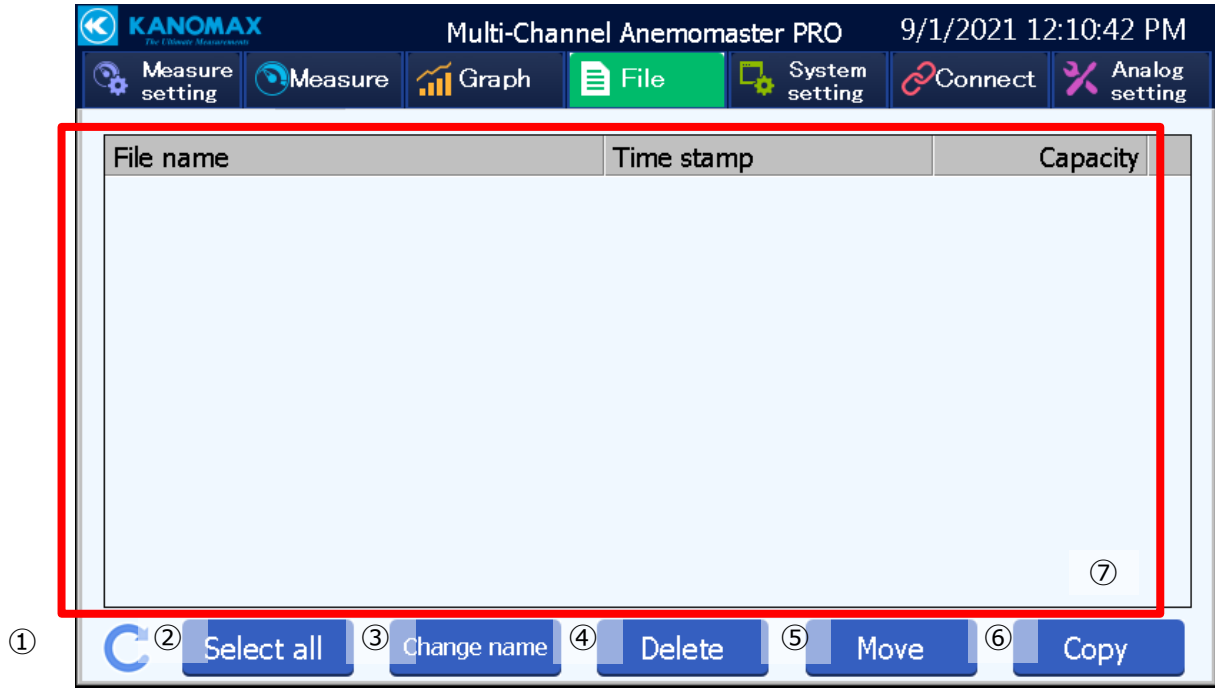 KANOMAX
The Ultimate Measurements
Multi-Channel Anemomaster PRO
9/1/2021 12:10:42 PM
Measure
setting
Measure
Graph
File
System
setting
Connect
Analog
setting
File name Time stamp Capacity
⑦
① ② Select all ③ Change name ④ Delete ⑤ Move ⑥ Copy